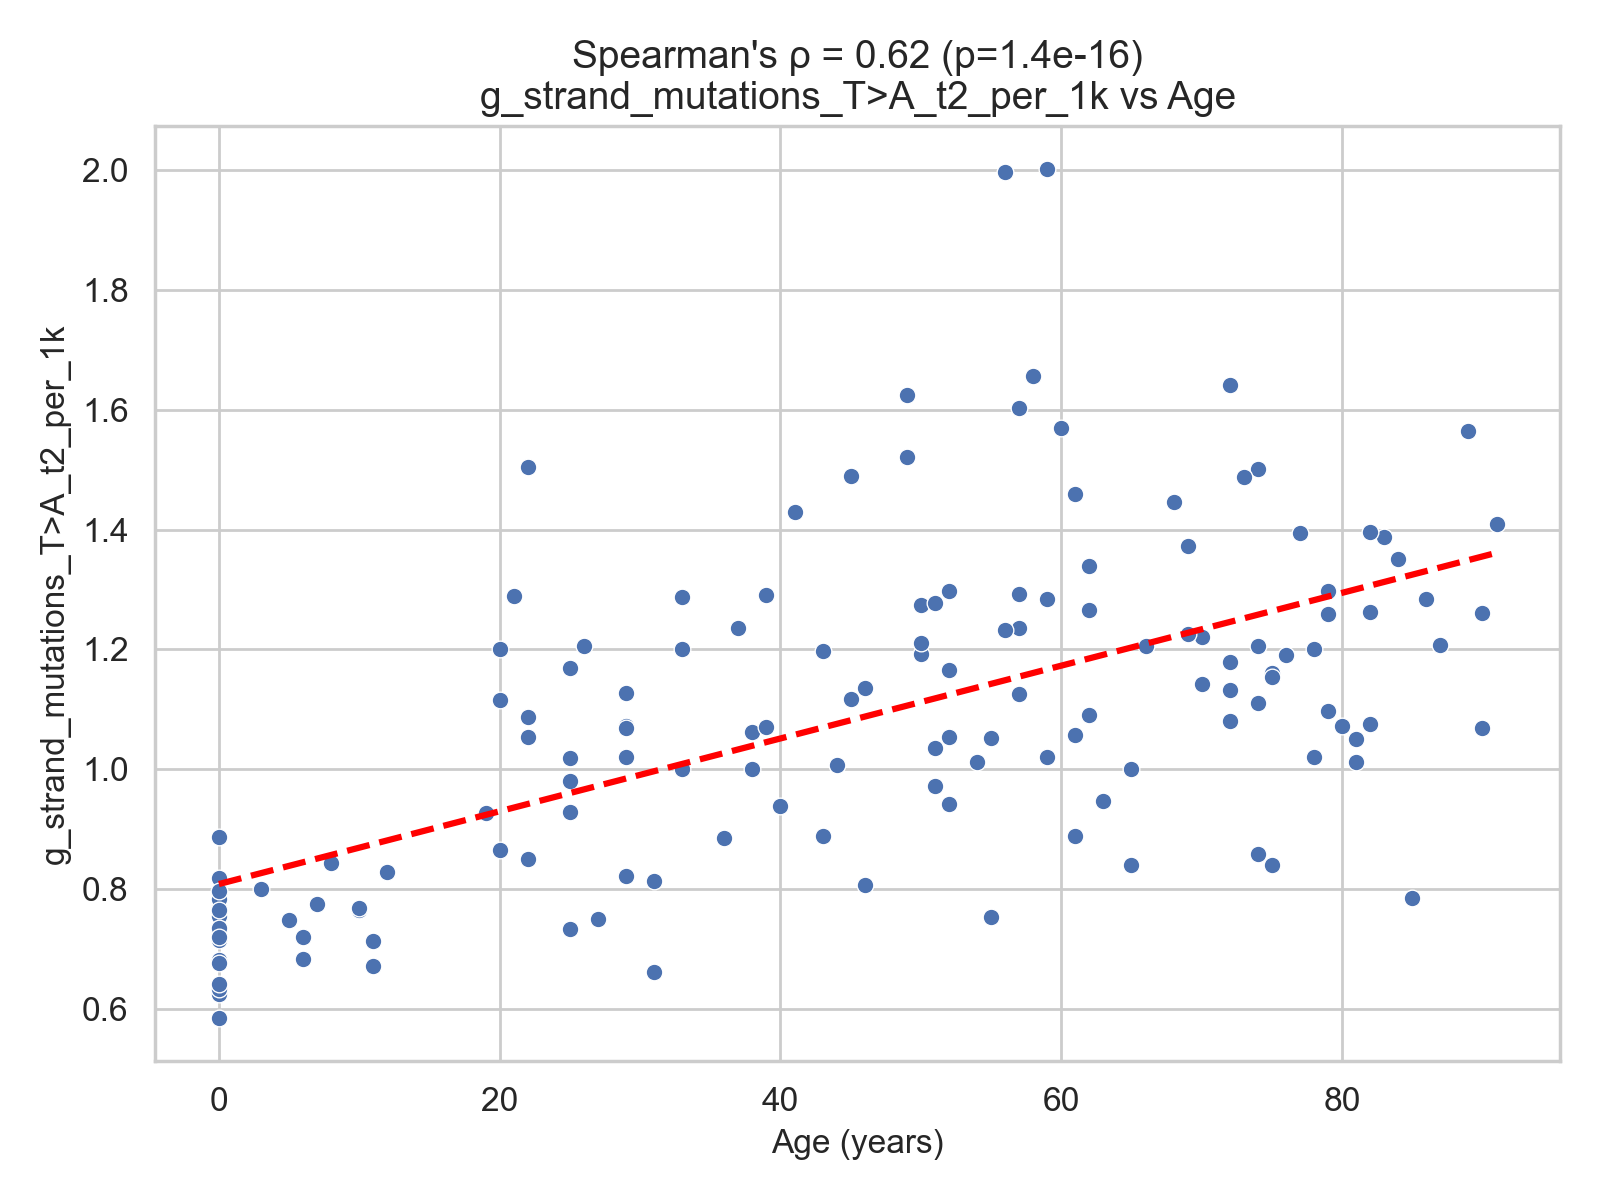 Spearman's ρ = 0.62 (p=1.4e-16)
g_strand_mutations_T>A_t2_per_1k vs Age
g_strand_mutations_T>A_t2_per_1k
2.0
1.8
1.6
1.4
1.2
1.0
0.8
0.6
0 20 40 60 80
Age (years)